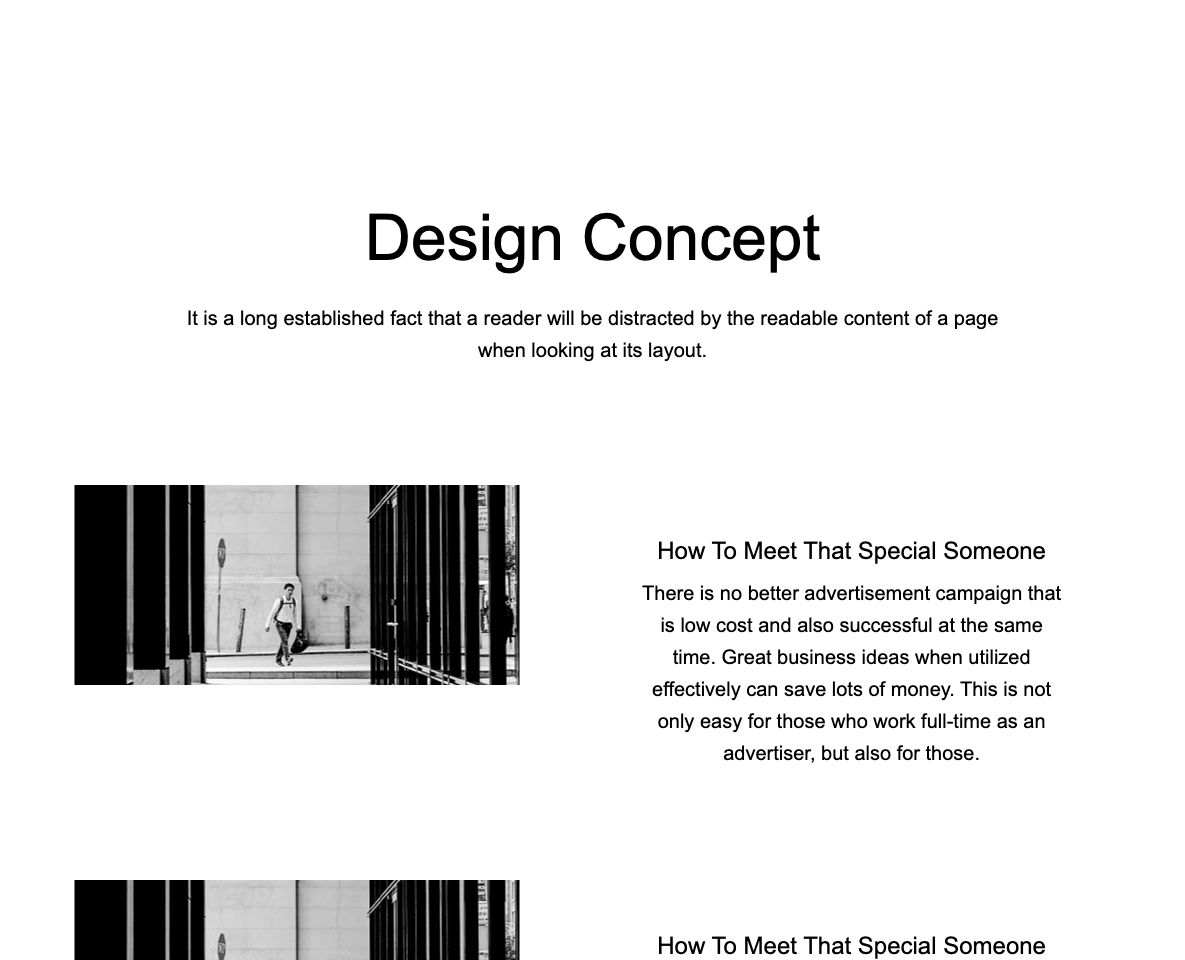 Design Concept
It is a long established fact that a reader will be distracted by the readable content of a page
when looking at its layout.
How To Meet That Special Someone
There is no better advertisement campaign that
is low cost and also successful at the same
time. Great business ideas when utilized
effectively can save lots of money. This is not
only easy for those who work full-time as an
advertiser, but also for those.
How To Meet That Special Someone